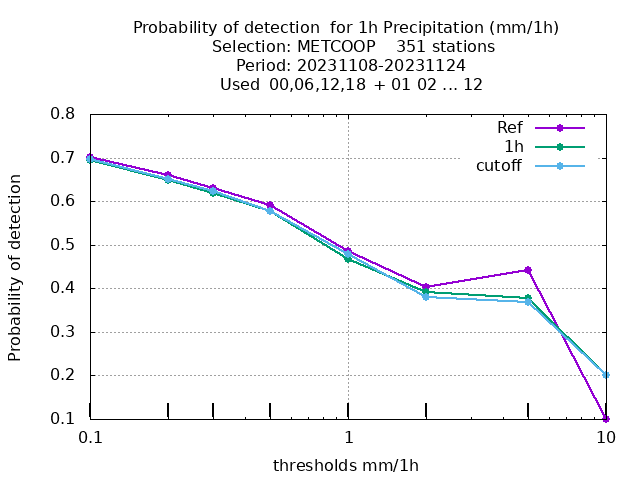 Probability of detection  for 1h Precipitation (mm/1h)
Selection: METCOOP    351 stations
Period: 20231108-20231124
Used  00,06,12,18  + 01 02 ... 12
Ref
1h
cutoff
Probability of detection
0.8
0.7
0.6
0.5
0.4
0.3
0.2
0.1
0.1 1 10
thresholds mm/1h